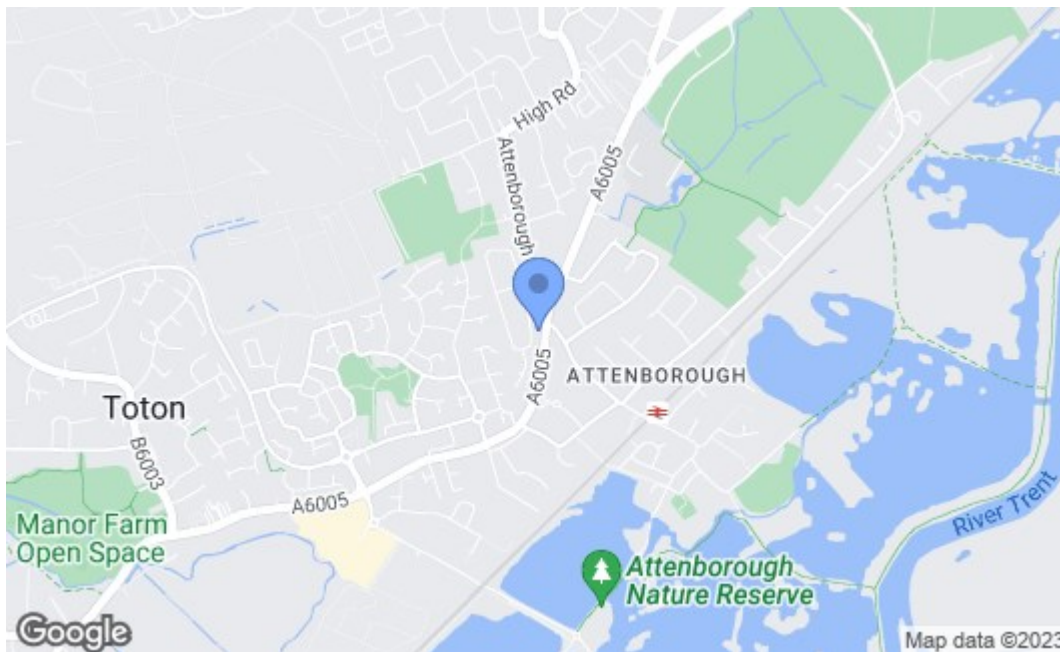 High Rd
Attenborough
A6005
A6005
ATTENBOROUGH
Toton
B6003
A6005
Manor Farm
Open Space
River Trent
Attenborough
Nature Reserve
Google
Map data ©2023